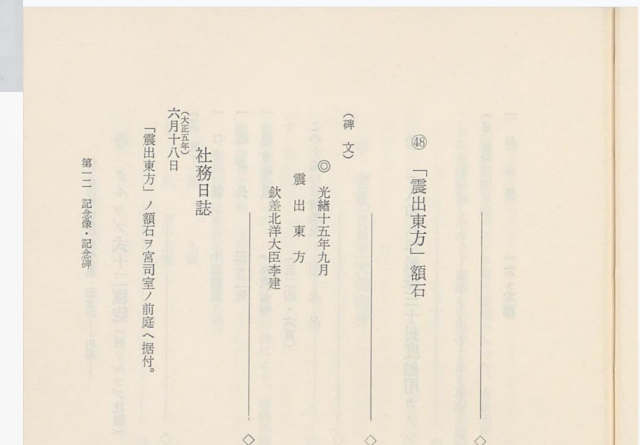 ㊽ 「震出東方」額石
（碑 文）
◎ 光緒十五年九月
震 出 東 方
欽差北洋大臣李建
社務日誌
（大正五年）
六月十八日
「震出東方」ノ額石ヲ宮司室ノ前庭へ据付。
第一二 記念像・記念碑